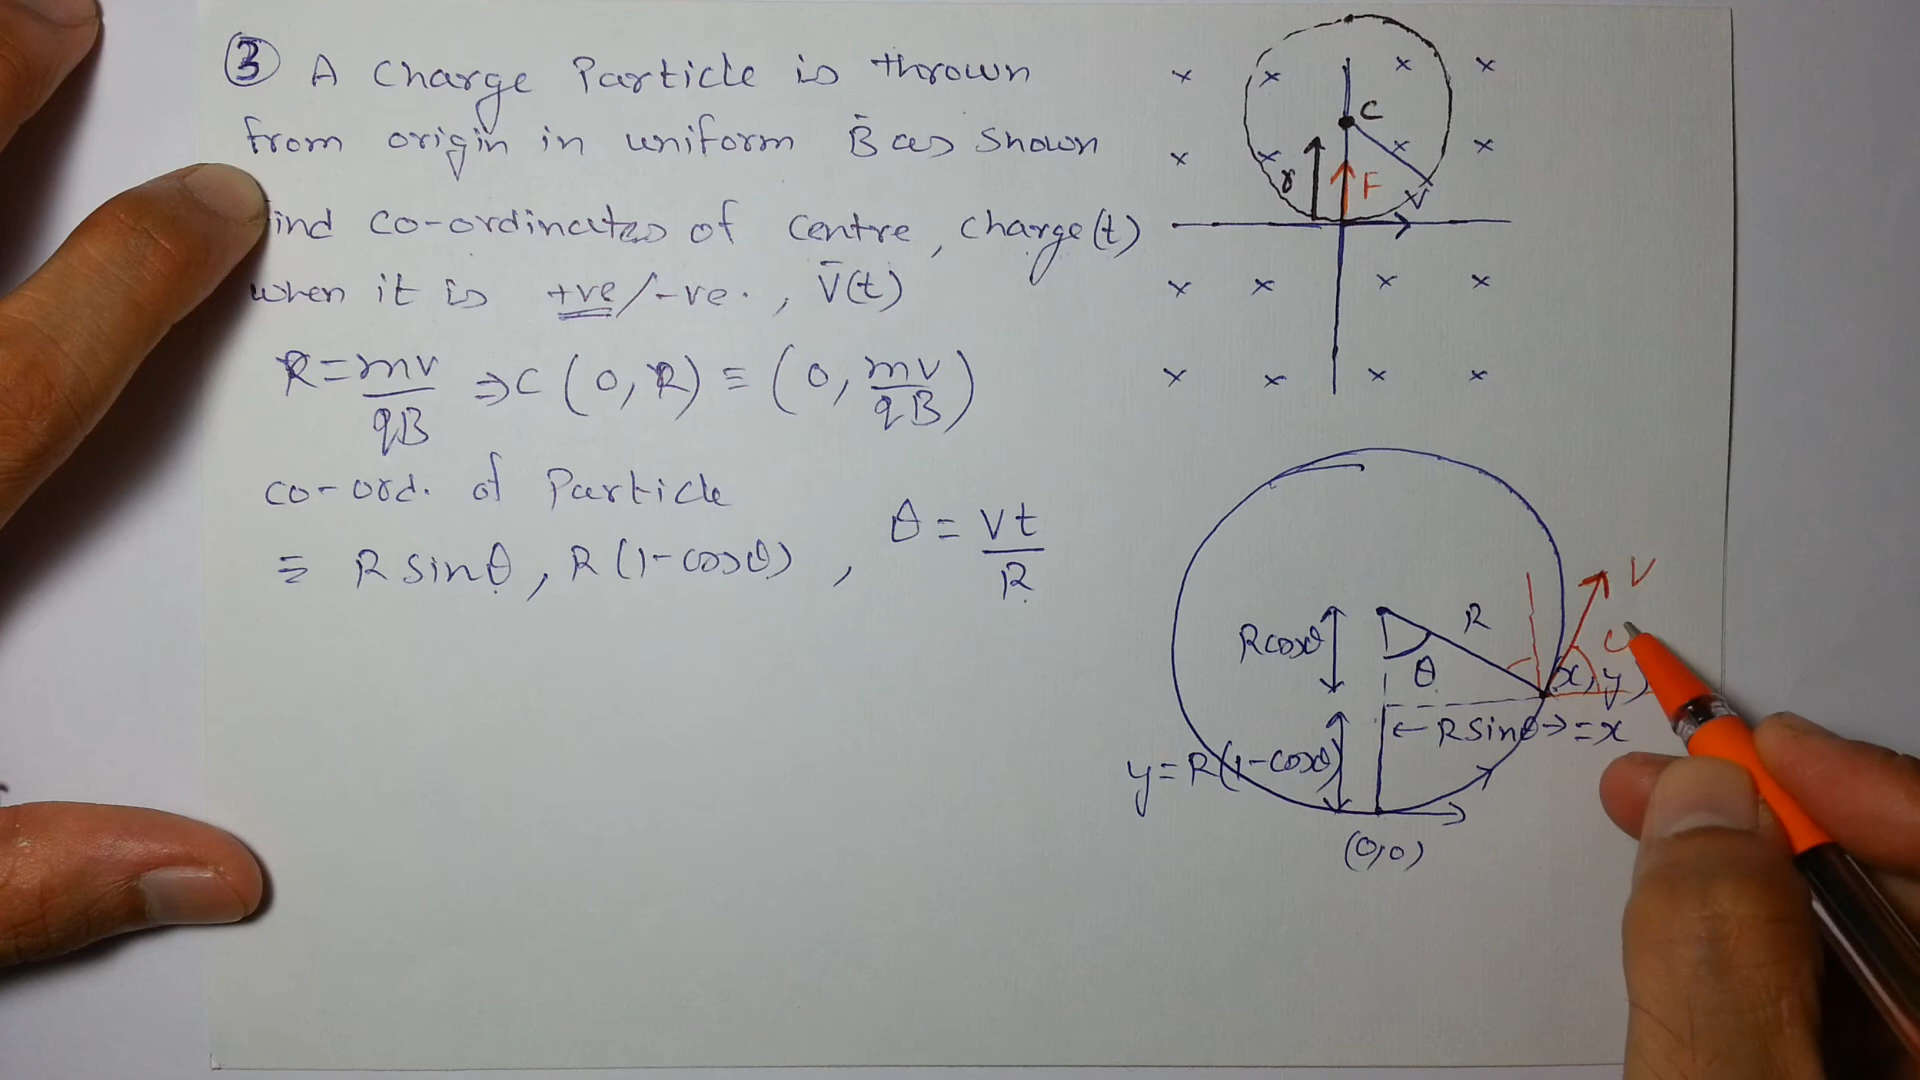 ③ A Charge Particle is thrown
from origin in uniform B̄ as shown
ind co-ordinates of centre, charge(t)
when it is +ve/-ve. , V̄(t)
R = mv/qB ⇒ C (0, R) ≡ (0, mv/qB)
co-ord. of Particle
≡ R sinθ, R(1-cosθ) , θ = Vt/R
C
r
F
V
R
V
Rcosθ
θ
(x, y)
← R sinθ → = x
y = R(1-cosθ)
(0,0)